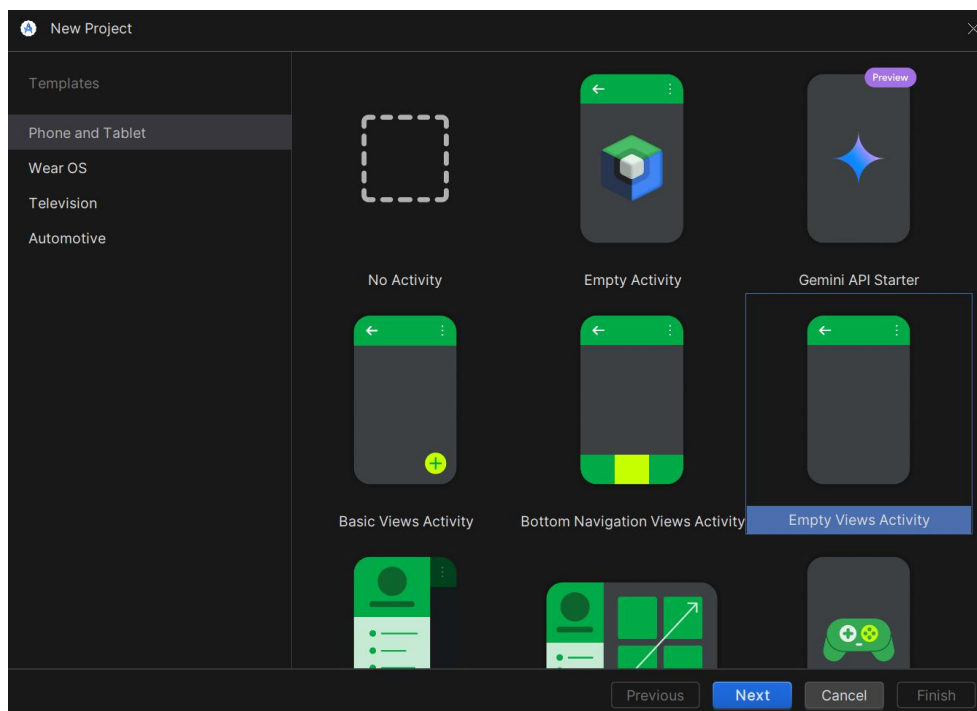 New Project
Templates
Phone and Tablet
Wear OS
Television
Automotive
Preview
No Activity
Empty Activity
Gemini API Starter
Basic Views Activity
Bottom Navigation Views Activity
Empty Views Activity
Previous
Next
Cancel
Finish